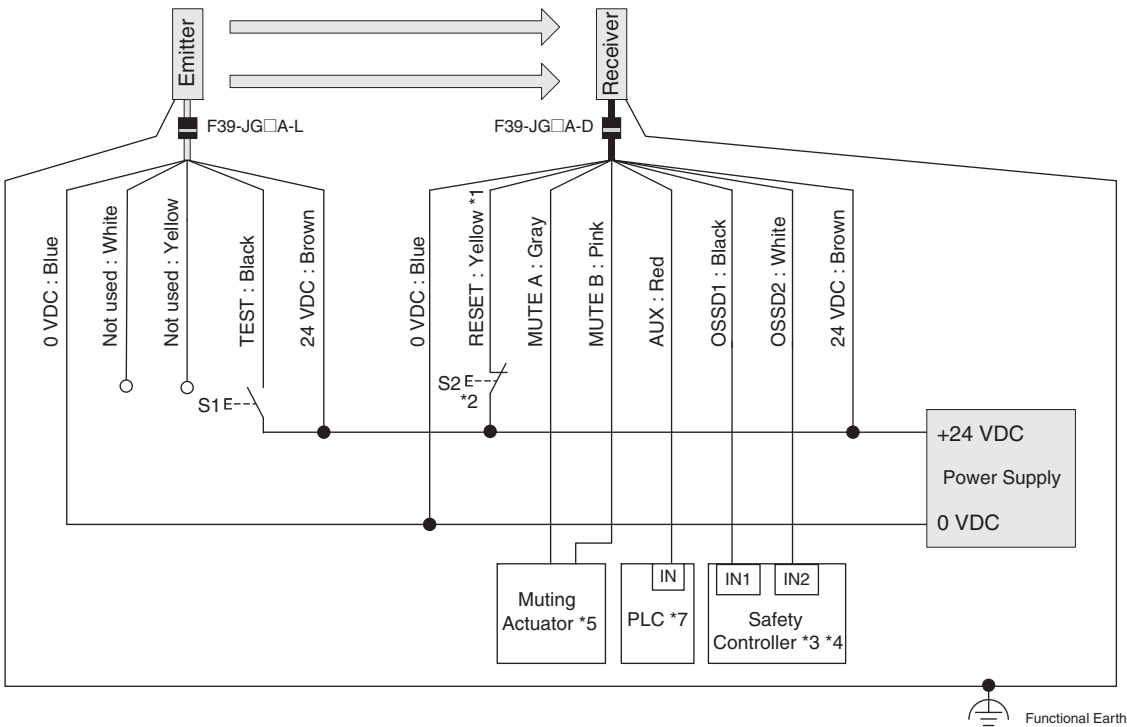 Emitter
Receiver
F39-JG□A-L
F39-JG□A-D
0 VDC : Blue
Not used : White
Not used : Yellow
TEST : Black
24 VDC : Brown
0 VDC : Blue
RESET : Yellow *1
MUTE A : Gray
MUTE B : Pink
AUX : Red
OSSD1 : Black
OSSD2 : White
24 VDC : Brown
S1
S2
*2
+24 VDC
Power Supply
0 VDC
Muting
Actuator *5
IN
PLC *7
IN1
IN2
Safety
Controller *3 *4
Functional Earth